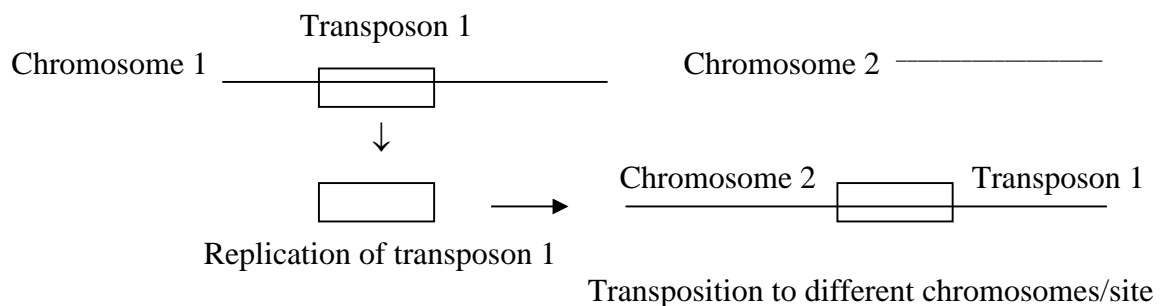 Transposon 1
Chromosome 1
Chromosome 2
Chromosome 2
Transposon 1
Replication of transposon 1
Transposition to different chromosomes/site